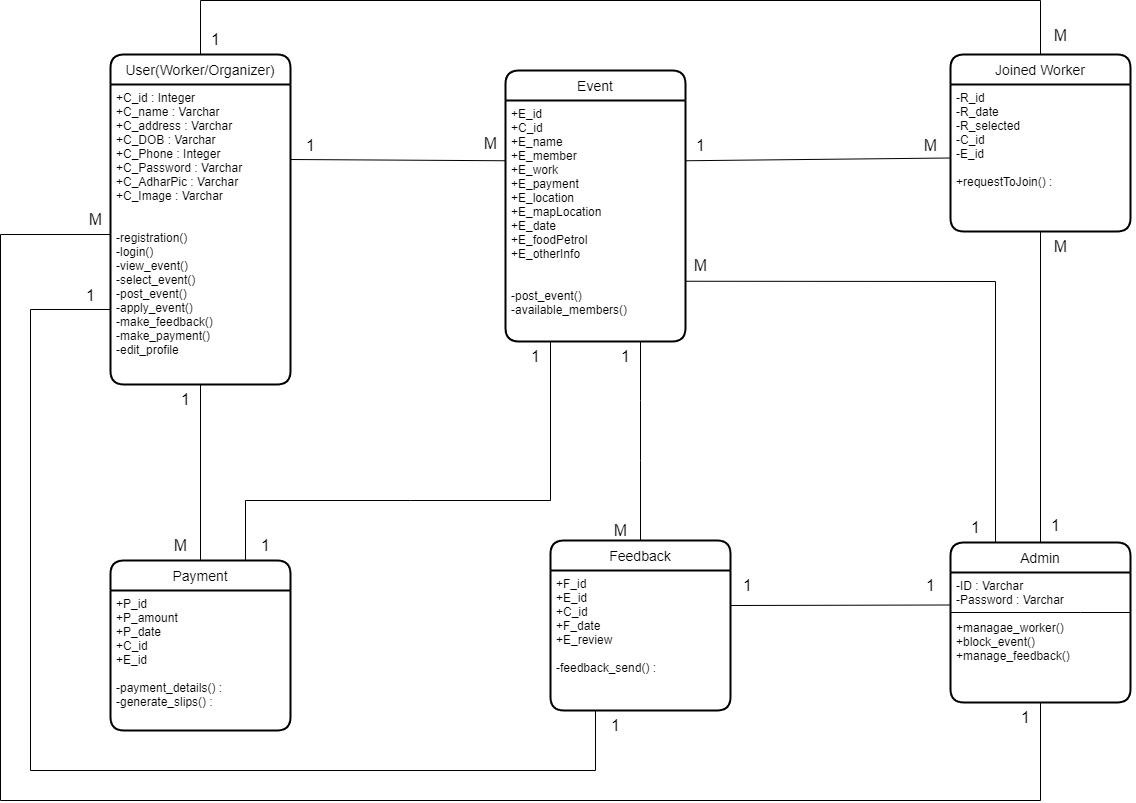 1
M
User(Worker/Organizer)
+C_id : Integer
+C_name : Varchar
+C_address : Varchar
+C_DOB : Varchar
+C_Phone : Integer
+C_Password : Varchar
+C_AdharPic : Varchar
+C_Image : Varchar
-registration()
-login()
-view_event()
-select_event()
-post_event()
-apply_event()
-make_feedback()
-make_payment()
-edit_profile
1
M
M
1
1
Event
+E_id
+C_id
+E_name
+E_member
+E_work
+E_payment
+E_location
+E_mapLocation
+E_date
+E_foodPetrol
+E_otherInfo
-post_event()
-available_members()
1
M
M
1
1
Joined Worker
-R_id
-R_date
-R_selected
-C_id
-E_id
+requestToJoin() :
M
M
1
Payment
+P_id
+P_amount
+P_date
+C_id
+E_id
-payment_details() :
-generate_slips() :
M
Feedback
+F_id
+E_id
+C_id
+F_date
+E_review
-feedback_send() :
1
1
1
1
1
Admin
-ID : Varchar
-Password : Varchar
+managae_worker()
+block_event()
+manage_feedback()
1